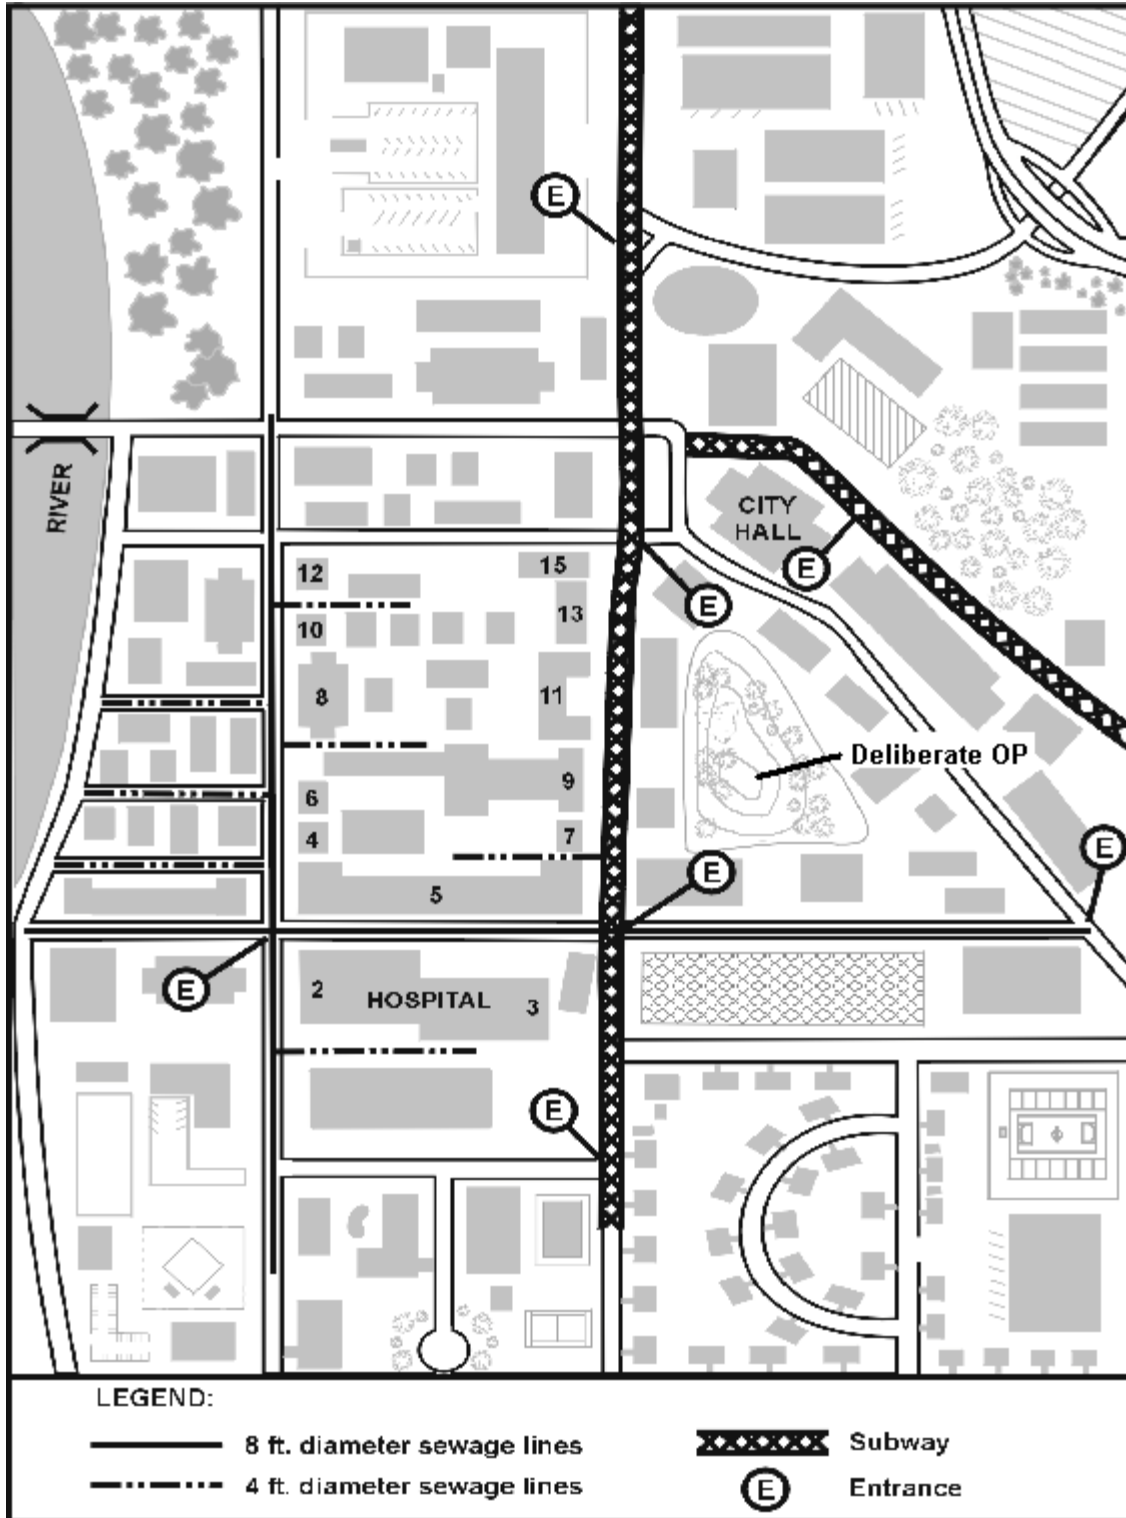 E
RIVER
CITY
HALL
E
12
15
E
10
13
8
11
Deliberate OP
6
9
4
7
E
E
5
E
2
HOSPITAL
3
E
LEGEND:
8 ft. diameter sewage lines
Subway
4 ft. diameter sewage lines
E
Entrance